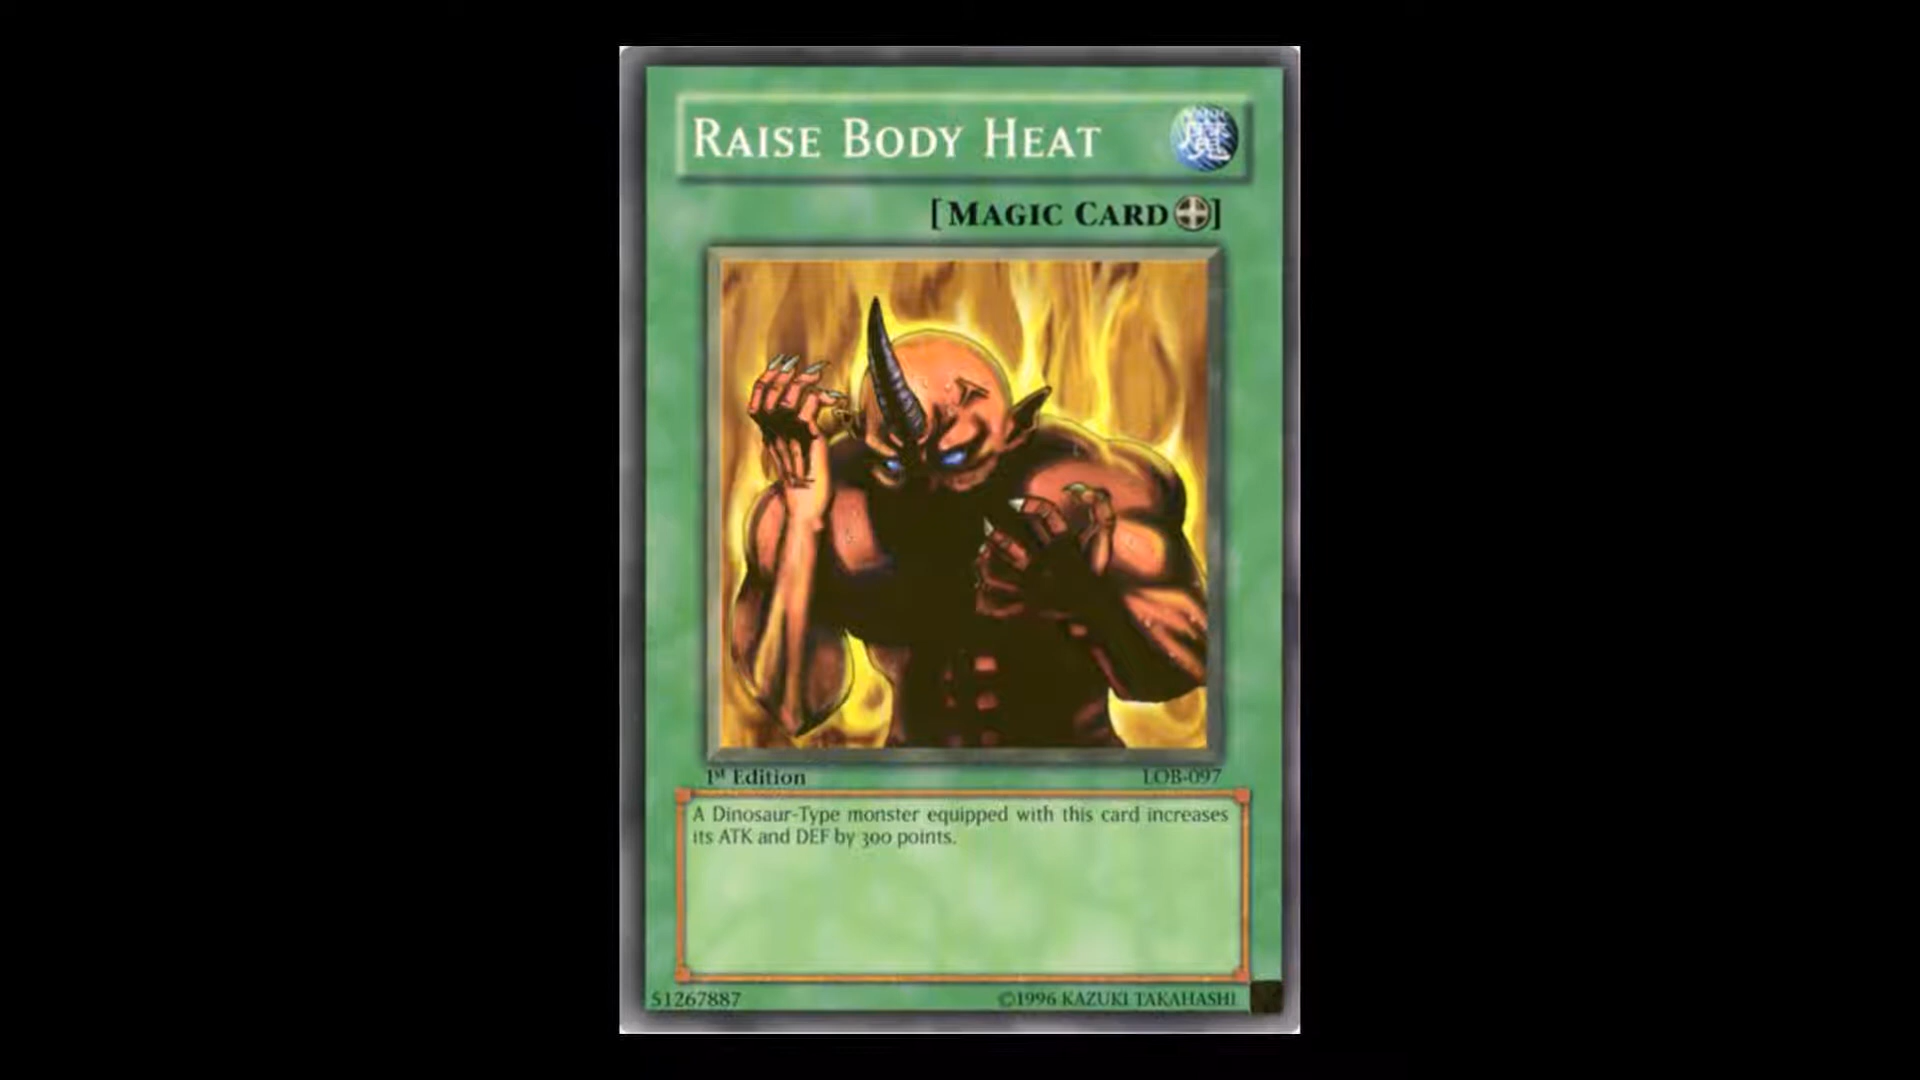 RAISE BODY HEAT
魔
[MAGIC CARD]
1st Edition
LOB-097
A Dinosaur-Type monster equipped with this card increases
its ATK and DEF by 300 points.
51267887
©1996 KAZUKI TAKAHASHI